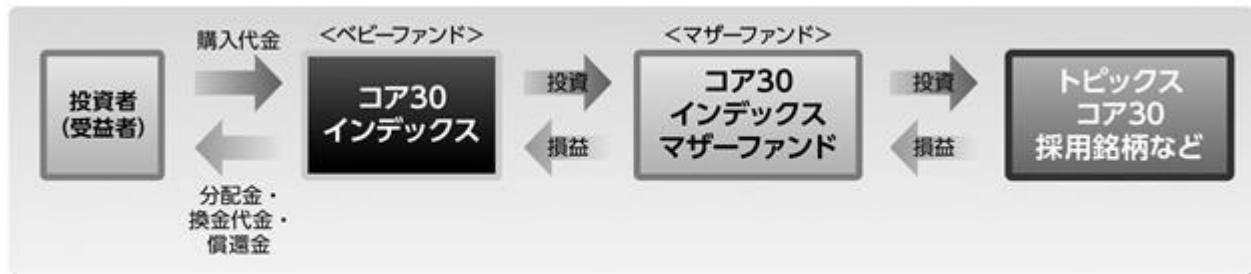 投資者
(受益者)
購入代金
分配金・
換金代金・
償還金
<ベビーファンド>
コア30
インデックス
投資
損益
<マザーファンド>
コア30
インデックス
マザーファンド
投資
損益
トピックス
コア30
採用銘柄など